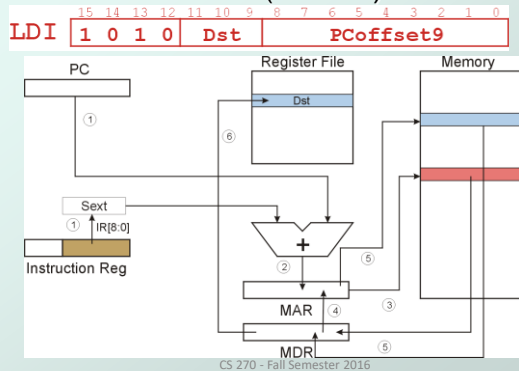 15 14 13 12 11 10 9 8 7 6 5 4 3 2 1 0
LDI 1 0 1 0 Dst PCoffset9
PC Register File Memory
Dst
① ⑥
Sext
① IR[8:0]
+
Instruction Reg
② ⑤
③
MAR ④
MDR ⑤
CS 270 - Fall Semester 2016